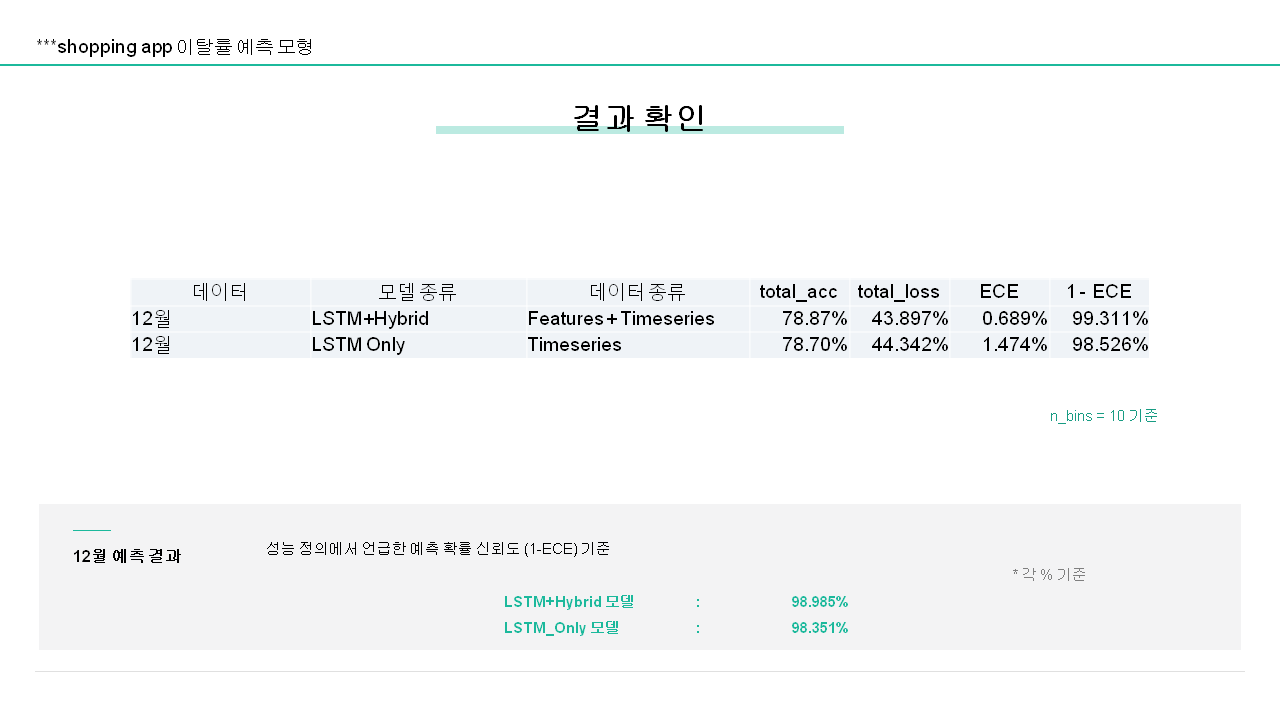 ***shopping app 이탈률 예측 모형
결과 확인
데이터 모델 종류 데이터 종류 total_acc total_loss ECE 1 - ECE
12월 LSTM+Hybrid Features + Timeseries 78.87% 43.897% 0.689% 99.311%
12월 LSTM Only Timeseries 78.70% 44.342% 1.474% 98.526%
n_bins = 10 기준
12월 예측 결과
성능 정의에서 언급한 예측 확률 신뢰도 (1-ECE) 기준
* 각 % 기준
LSTM+Hybrid 모델 : 98.985%
LSTM_Only 모델 : 98.351%